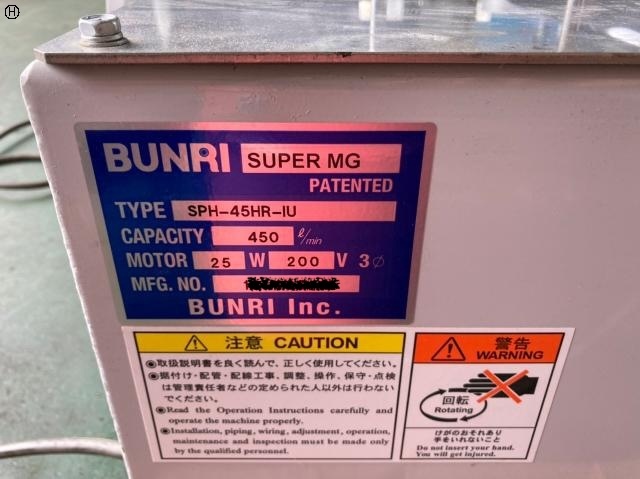 H
BUNRI SUPER MG
PATENTED
TYPE SPH-45HR-IU
CAPACITY 450 ℓ/min
MOTOR 25 W 200 V 3φ
MFG. NO.
BUNRI Inc.
注意 CAUTION
●取扱説明書を良く読んで、正しく使用してください。
●据付け・配管・配線工事、調整、操作、保守・点検
は管理責任者などの定められた人以外は行わない
でください。
●Read the Operation Instructions carefully and
operate the machine properly.
●Installation, piping, wiring, adjustment, operation,
maintenance and inspection must be made only
by the qualified personnel.
警告
WARNING
回転
Rotating
けがのおそれあり
手をいれないこと
Do not insert your hand.
You will get injured.